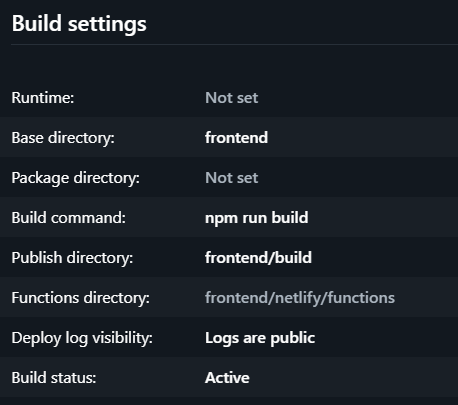 Build settings
Runtime: Not set
Base directory: frontend
Package directory: Not set
Build command: npm run build
Publish directory: frontend/build
Functions directory: frontend/netlify/functions
Deploy log visibility: Logs are public
Build status: Active